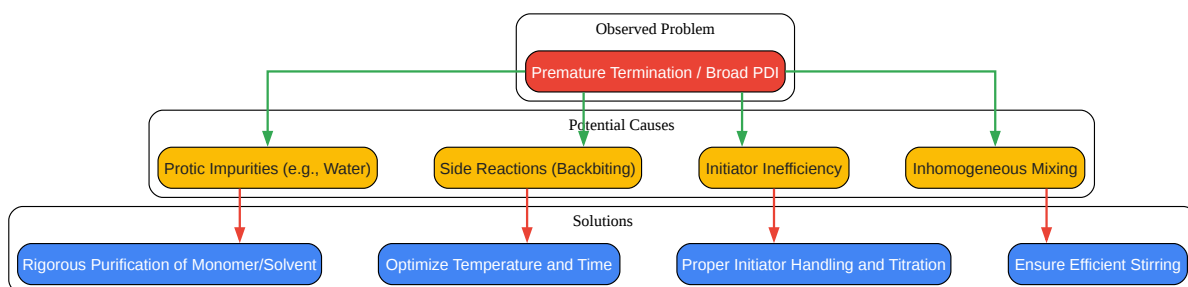 Observed Problem
Premature Termination / Broad PDI
Potential Causes
Protic Impurities (e.g., Water)
Side Reactions (Backbiting)
Initiator Inefficiency
Inhomogeneous Mixing
Solutions
Rigorous Purification of Monomer/Solvent
Optimize Temperature and Time
Proper Initiator Handling and Titration
Ensure Efficient Stirring